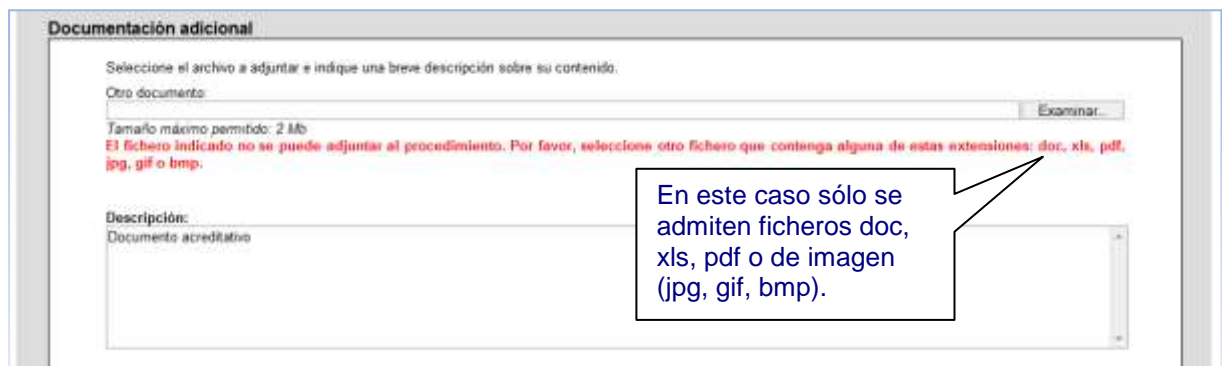 Documentación adicional
Seleccione el archivo a adjuntar e indique una breve descripción sobre su contenido.
Otro documento:
Examinar...
Tamaño máximo permitido: 2 Mb
El fichero indicado no se puede adjuntar al procedimiento. Por favor, seleccione otro fichero que contenga alguna de estas extensiones: doc, xls, pdf,
jpg, gif o bmp.
Descripción:
Documento acreditativo
En este caso sólo se
admiten ficheros doc,
xls, pdf o de imagen
(jpg, gif, bmp).